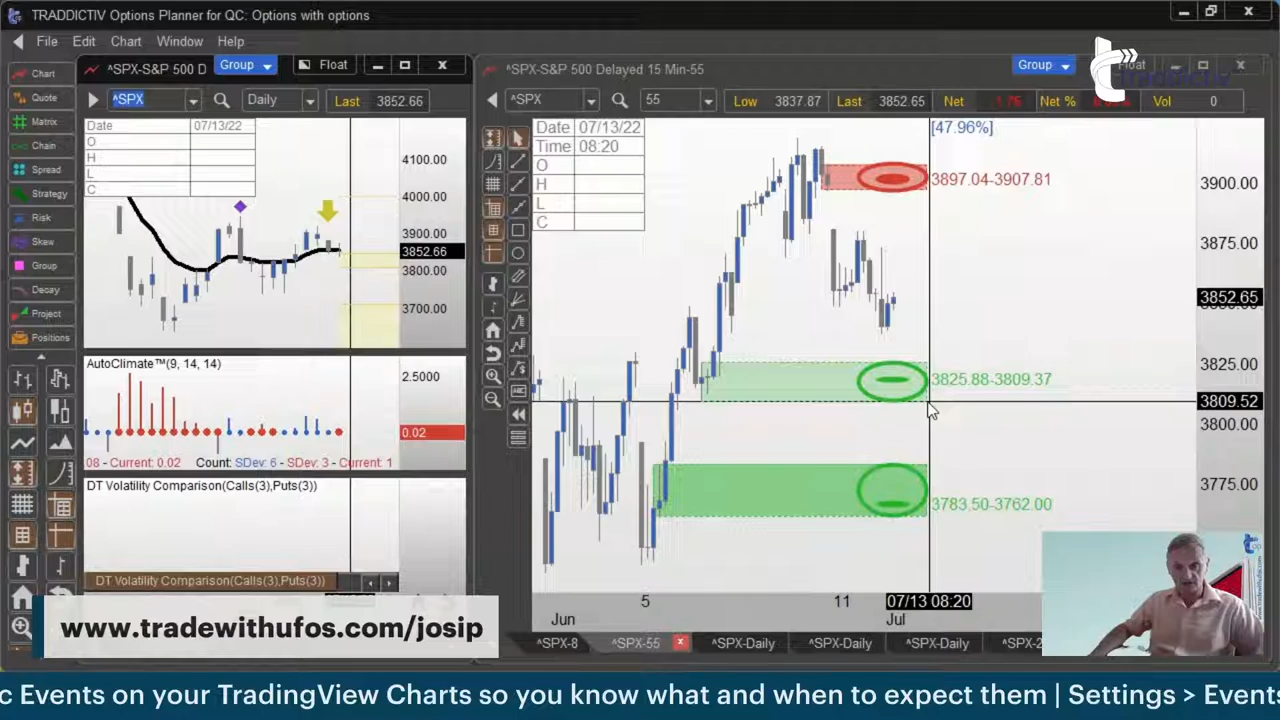 TRADDICTIV Options Planner for QC: Options with options
File Edit Chart Window Help
^SPX-S&P 500 D Group Float
^SPX-S&P 500 Delayed 15 Min-55 Group Float
^SPX Daily Last 3852.66
^SPX 55 Low 3837.87 Last 3852.65 Net 1.76 Net % Vol 0
Chart
Quote
Matrix
Chain
Spread
Strategy
Risk
Skew
Group
Decay
Project
Positions
Date 07/13/22
O
H
L
C
4100.00
4000.00
3900.00
3852.66
3800.00
3700.00
AutoClimate™(9, 14, 14)
2.5000
0.02
08 - Current: 0.02 Count: SDev: 6 - SDev: 3 - Current: 1
DT Volatility Comparison(Calls(3),Puts(3))
DT Volatility Comparison(Calls(3),Puts(3))
Date 07/13/22
Time 08:20
O
H
L
C
[47.96%]
3897.04-3907.81
3825.88-3809.37
3783.50-3762.00
3900.00
3875.00
3852.65
3825.00
3809.52
3800.00
3775.00
5 11 07/13 08:20
Jun Jul
^SPX-8 ^SPX-55 ^SPX-Daily ^SPX-Daily ^SPX-Daily ^SPX-2
www.tradewithufos.com/josip
c Events on your TradingView Charts so you know what and when to expect them | Settings > Events